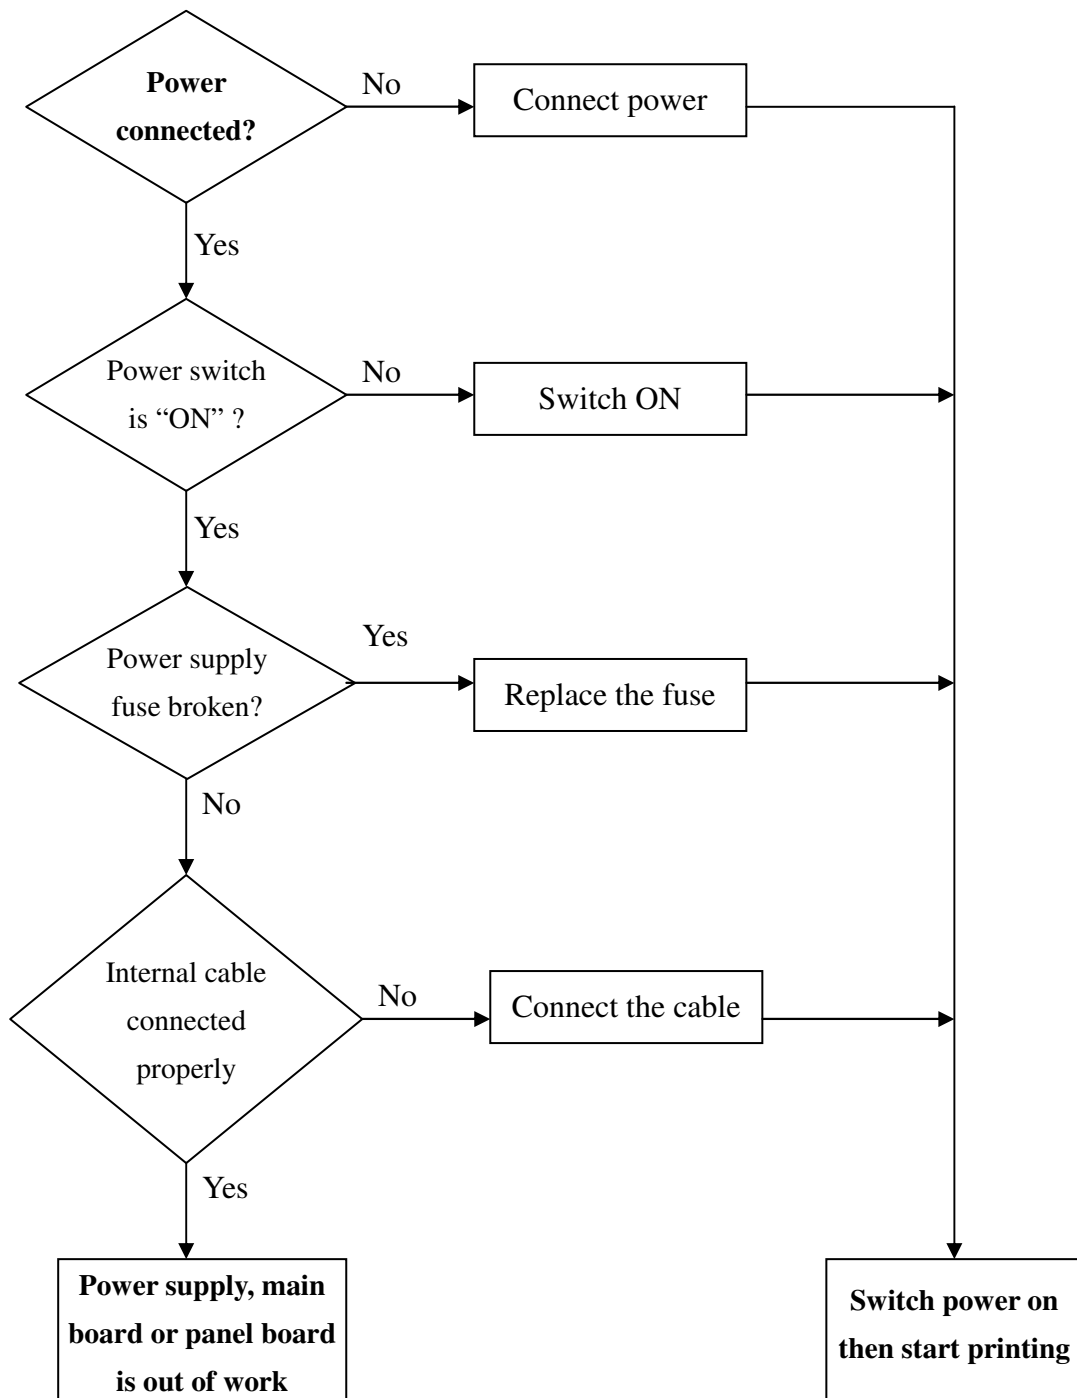 Power
connected?
No
Connect power
Yes
Power switch
is “ON” ?
No
Switch ON
Yes
Power supply
fuse broken?
Yes
Replace the fuse
No
Internal cable
connected
properly
No
Connect the cable
Yes
Power supply, main
board or panel board
is out of work
Switch power on
then start printing